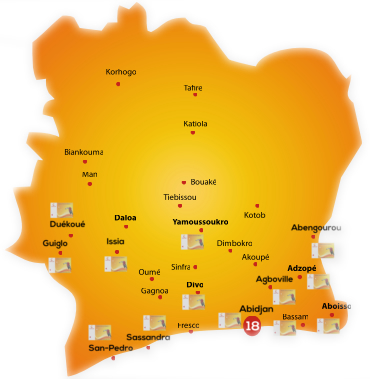 Korhogo
Tafire
Katiola
Biankouma
Man
Bouaké
Tiebissou
Duékoué
Daloa
Yamoussoukro
Kotob
Abengourou
Guiglo
Issia
Dimbokro
Akoupé
Oumé
Sinfra
Adzopé
Agboville
Gagnoa
Divo
Abidjan
Aboisso
18
Bassam
Fresco
Sassandra
San-Pedro